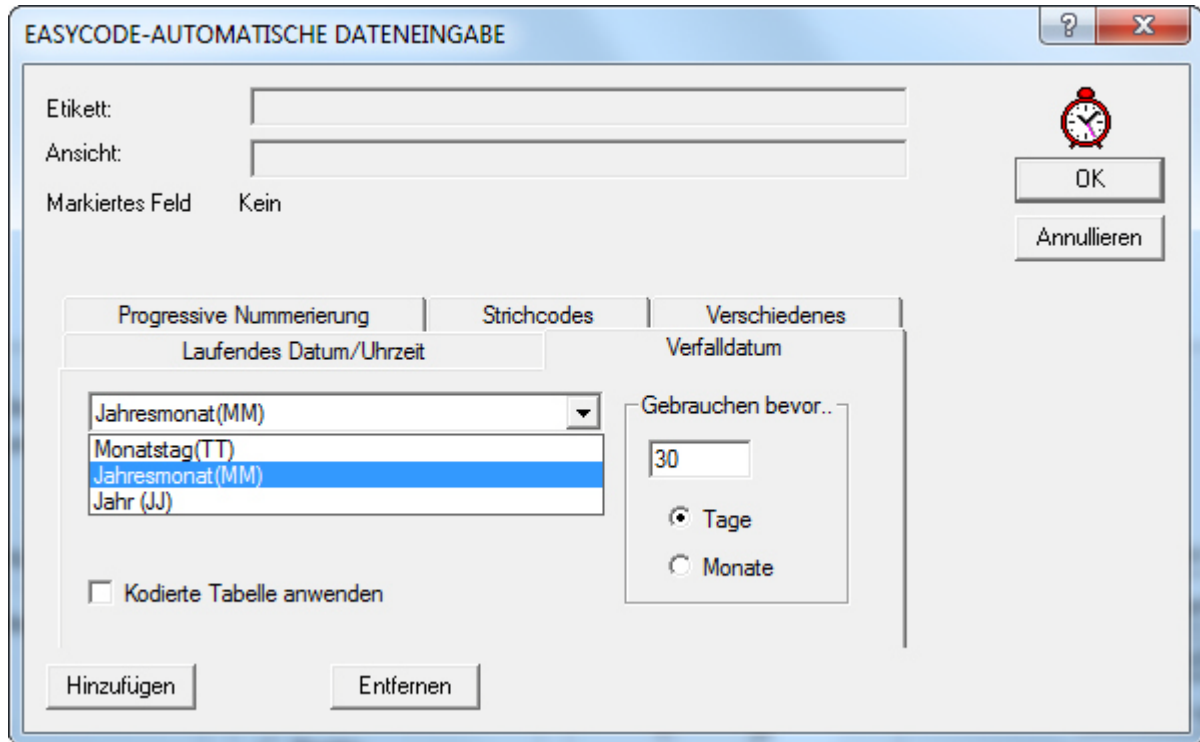 EASYCODE-AUTOMATISCHE DATENEINGABE
Etikett:
Ansicht:
Markiertes Feld Kein
OK
Annullieren
Progressive Nummerierung Strichcodes Verschiedenes
Laufendes Datum/Uhrzeit Verfalldatum
Jahresmonat(MM)
Monatstag(TT)
Jahresmonat(MM)
Jahr (JJ)
Kodierte Tabelle anwenden
Gebrauchen bevor..
30
Tage
Monate
Hinzufügen Entfernen